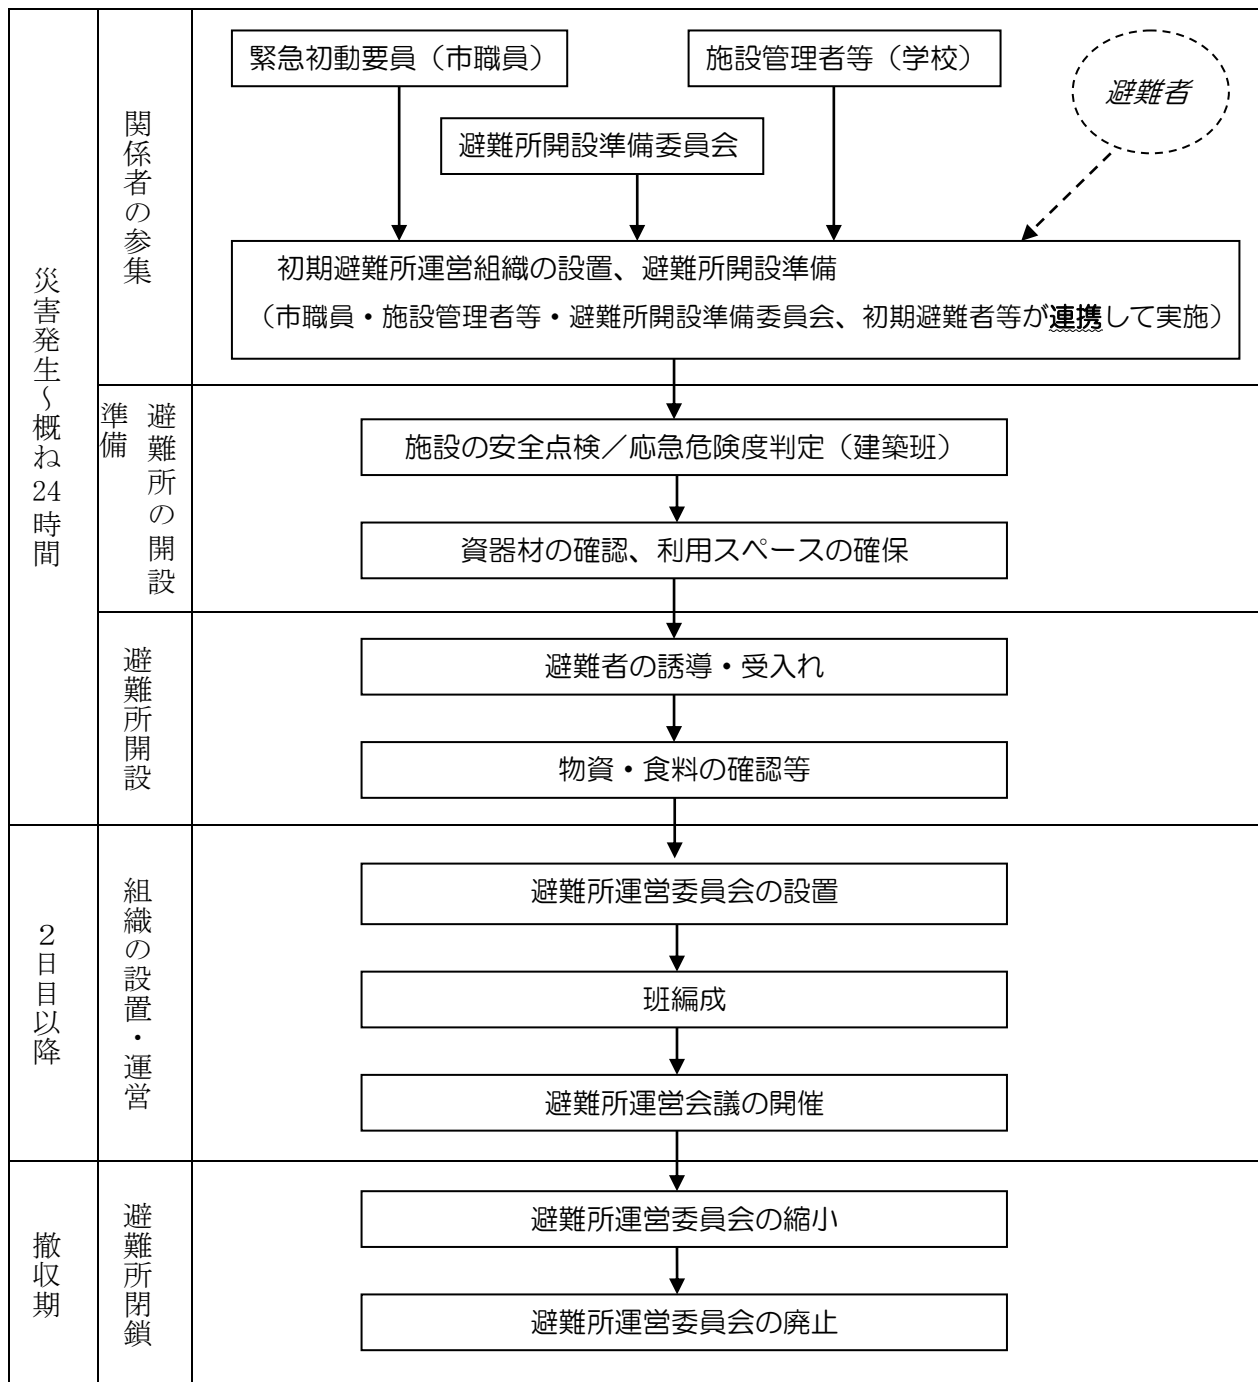 災害発生～概ね24時間
関係者の参集
緊急初動要員（市職員）
施設管理者等（学校）
避難者
避難所開設準備委員会
初期避難所運営組織の設置、避難所開設準備
（市職員・施設管理者等・避難所開設準備委員会、初期避難者等が連携して実施）
避難所の開設
準備
施設の安全点検／応急危険度判定（建築班）
資器材の確認、利用スペースの確保
避難所開設
避難者の誘導・受入れ
物資・食料の確認等
２日目以降
組織の設置・運営
避難所運営委員会の設置
班編成
避難所運営会議の開催
撤収期
避難所閉鎖
避難所運営委員会の縮小
避難所運営委員会の廃止